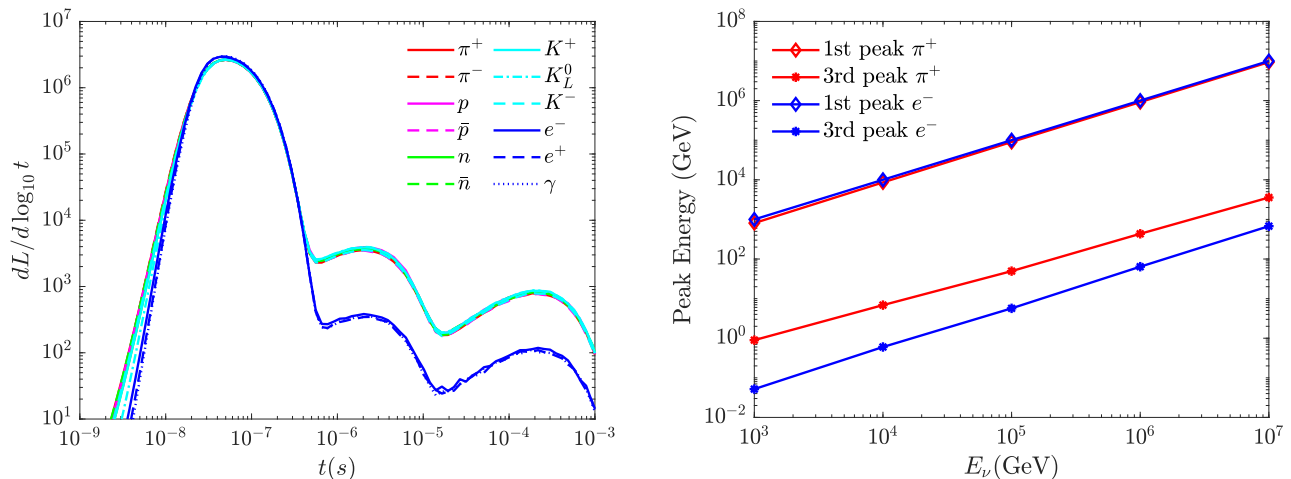 10^7
10^6
10^5
10^4
10^3
10^2
10^1
dL/d log₁₀ t
10^-9 10^-8 10^-7 10^-6 10^-5 10^-4 10^-3
t(s)
π⁺ K⁺
π⁻ K_L^0
p K⁻
p̄ e⁻
n e⁺
n̄ γ
10^8
10^6
10^4
10^2
10^0
10^-2
Peak Energy (GeV)
10^3 10^4 10^5 10^6 10^7
E_ν(GeV)
1st peak π⁺
3rd peak π⁺
1st peak e⁻
3rd peak e⁻